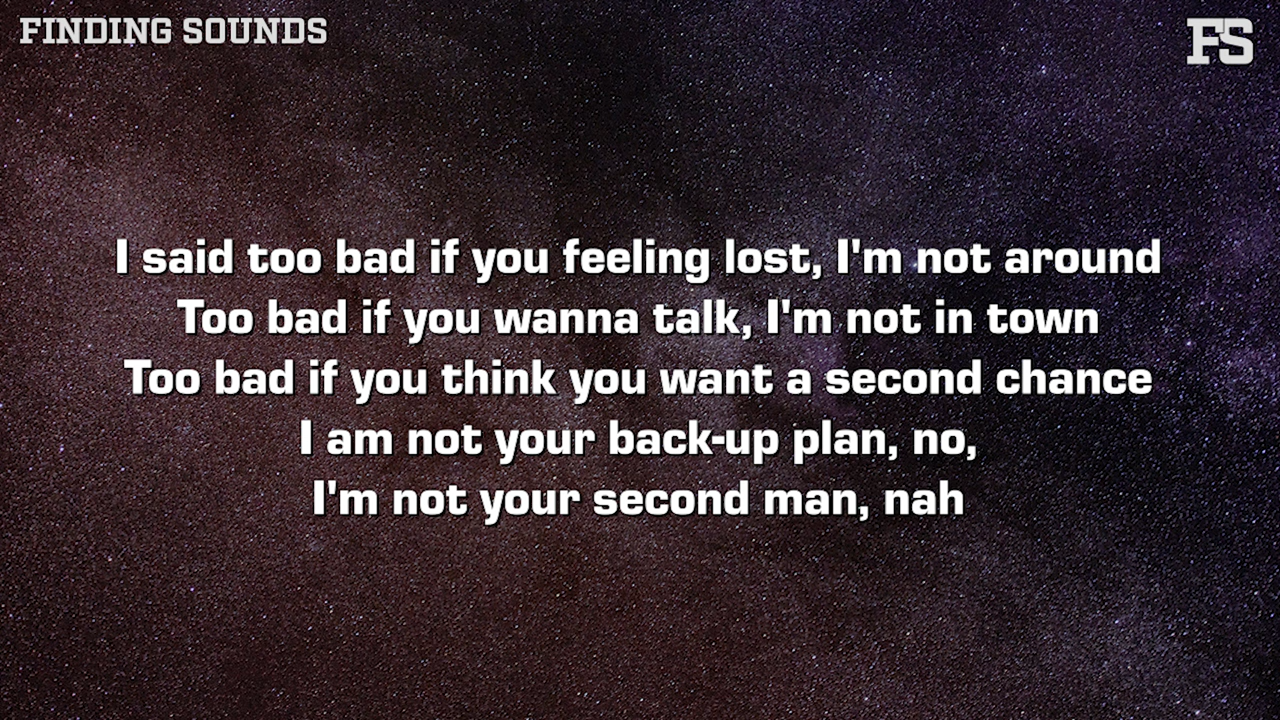 FINDING SOUNDS
FS
I said too bad if you feeling lost, I'm not around
Too bad if you wanna talk, I'm not in town
Too bad if you think you want a second chance
I am not your back-up plan, no,
I'm not your second man, nah